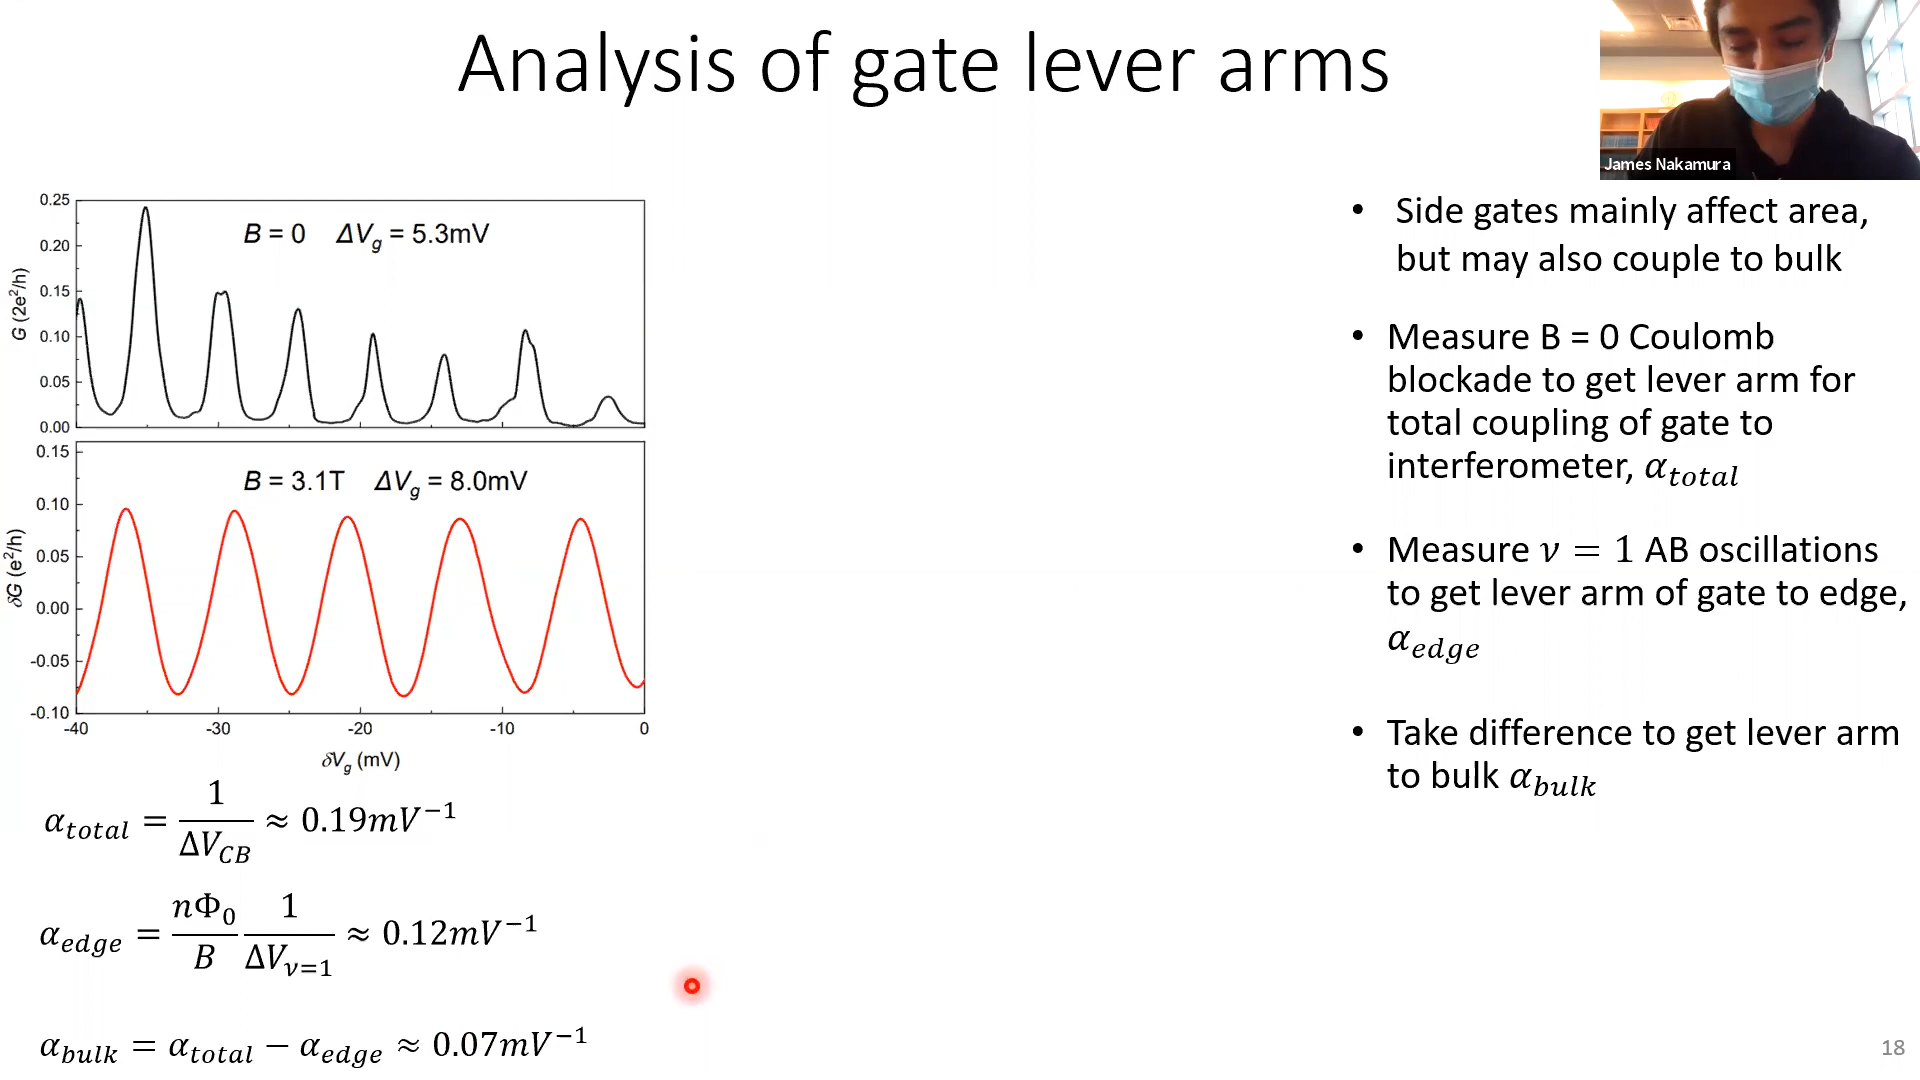 Analysis of gate lever arms
James Nakamura
0.25
0.20
0.15
0.10
0.05
0.00
G (2e²/h)
B = 0 ΔV_g = 5.3mV
0.15
0.10
0.05
0.00
-0.05
-0.10
δG (e²/h)
B = 3.1T ΔV_g = 8.0mV
-40 -30 -20 -10 0
δV_g (mV)
α_total = 1/ΔV_CB ≈ 0.19mV⁻¹
α_edge = nΦ₀/B 1/ΔV_ν=1 ≈ 0.12mV⁻¹
α_bulk = α_total − α_edge ≈ 0.07mV⁻¹
• Side gates mainly affect area,
but may also couple to bulk
• Measure B = 0 Coulomb
blockade to get lever arm for
total coupling of gate to
interferometer, α_total
• Measure ν = 1 AB oscillations
to get lever arm of gate to edge,
α_edge
• Take difference to get lever arm
to bulk α_bulk
18